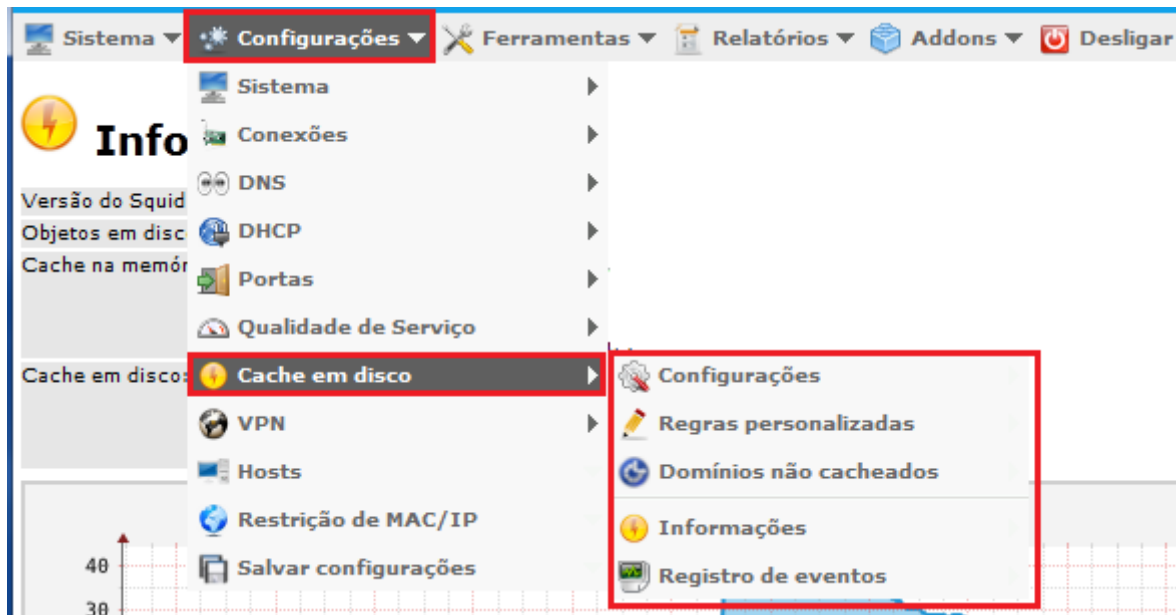 Sistema Configurações Ferramentas Relatórios Addons Desligar
Sistema
Info
Conexões
DNS
Versão do Squid
Objetos em disc
DHCP
Cache na memór
Portas
Qualidade de Serviço
Cache em discos
Cache em disco
Configurações
VPN
Regras personalizadas
Hosts
Domínios não cacheados
Restrição de MAC/IP
Informações
Salvar configurações
Registro de eventos
40
30